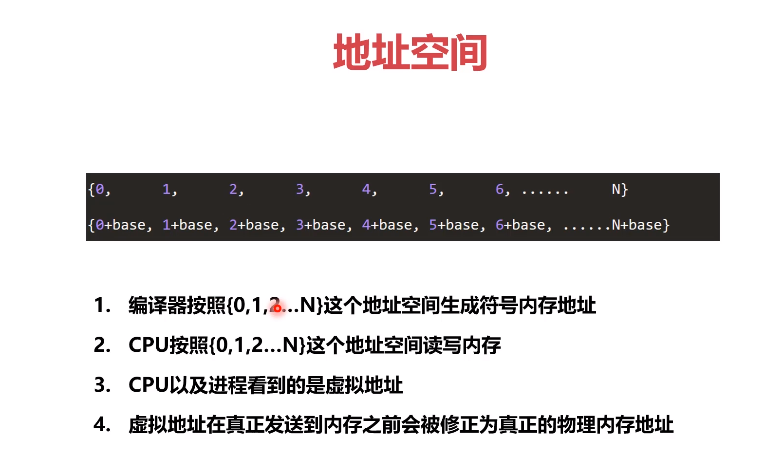 地址空间
{0, 1, 2, 3, 4, 5, 6, ...... N}
{0+base, 1+base, 2+base, 3+base, 4+base, 5+base, 6+base, ......N+base}
1. 编译器按照{0,1,2...N}这个地址空间生成符号内存地址
2. CPU按照{0,1,2...N}这个地址空间读写内存
3. CPU以及进程看到的是虚拟地址
4. 虚拟地址在真正发送到内存之前会被修正为真正的物理内存地址